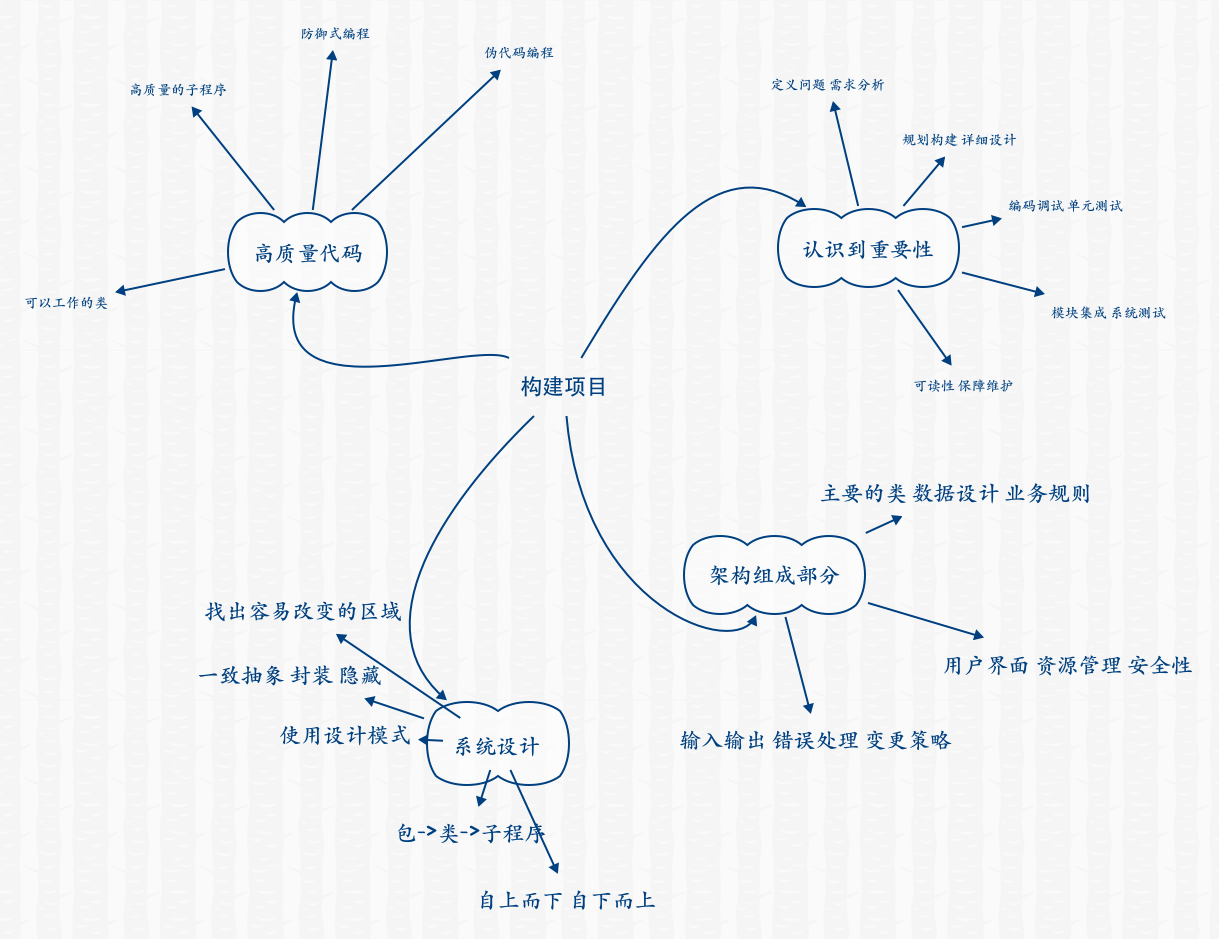 防御式编程
伪代码编程
高质量的子程序
定义问题 需求分析
规划构建 详细设计
编码调试 单元测试
高质量代码
认识到重要性
可以工作的类
模块集成 系统测试
构建项目
可读性 保障维护
主要的类 数据设计 业务规则
架构组成部分
找出容易改变的区域
用户界面 资源管理 安全性
一致抽象 封装 隐藏
使用设计模式
系统设计
输入输出 错误处理 变更策略
包->类->子程序
自上而下 自下而上